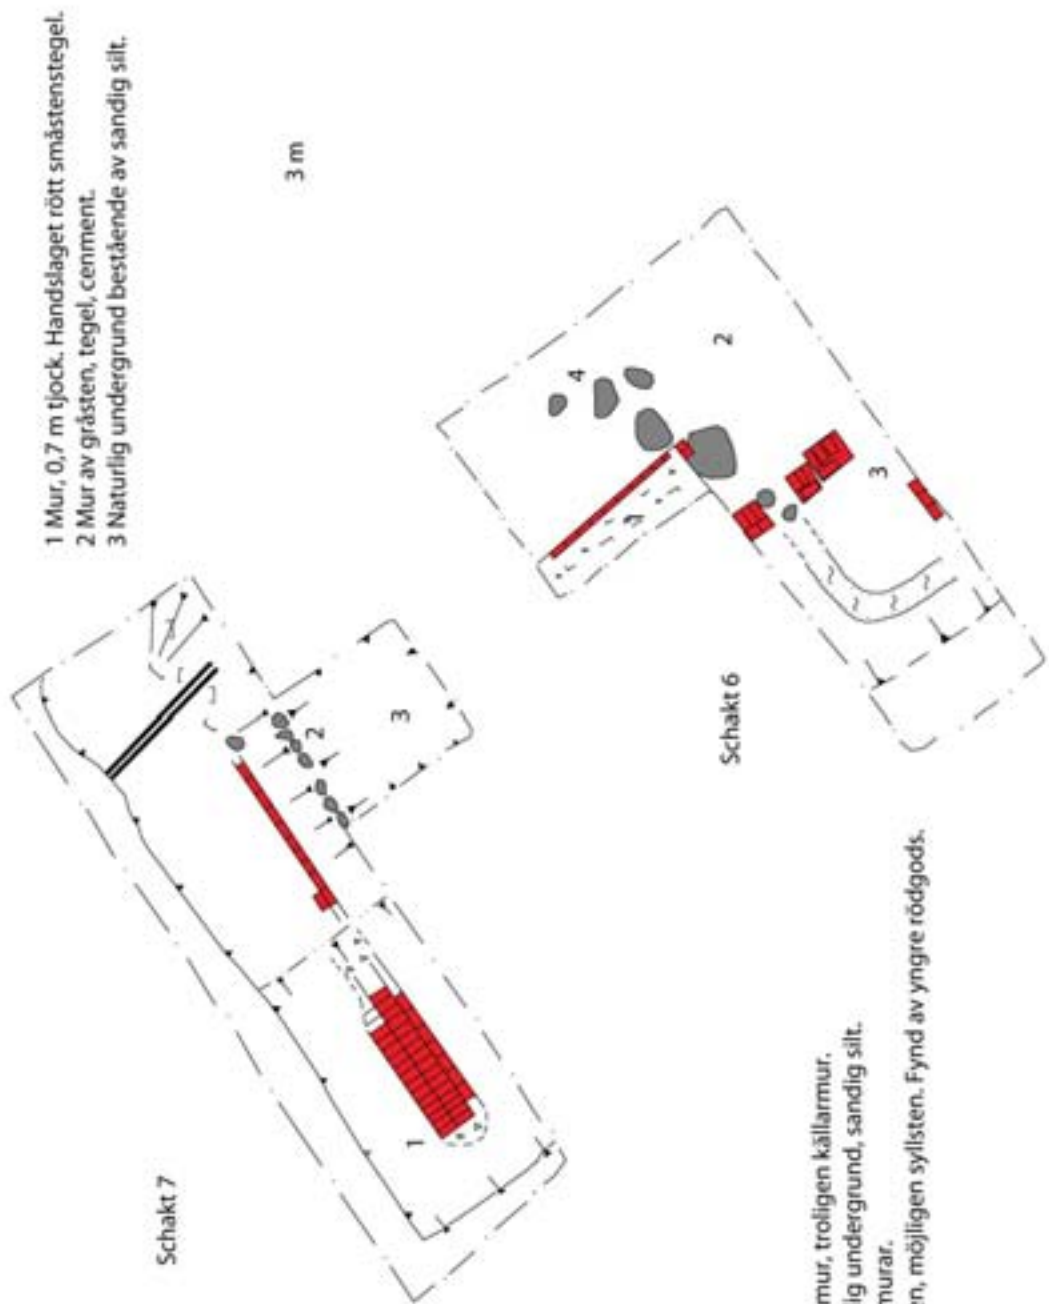 1 Mur, 0,7 m tjock. Handslaget rött småstenstegel.
2 Mur av gråsten, tegel, cenment.
3 Naturlig undergrund bestående av sandig silt.
3 m
Schakt 7
1
2
3
Schakt 6
4
2
3
mur, troligen källarmur.
ig undergrund, sandig silt.
murar.
en, möjligen syllsten. Fynd av yngre rödgods.